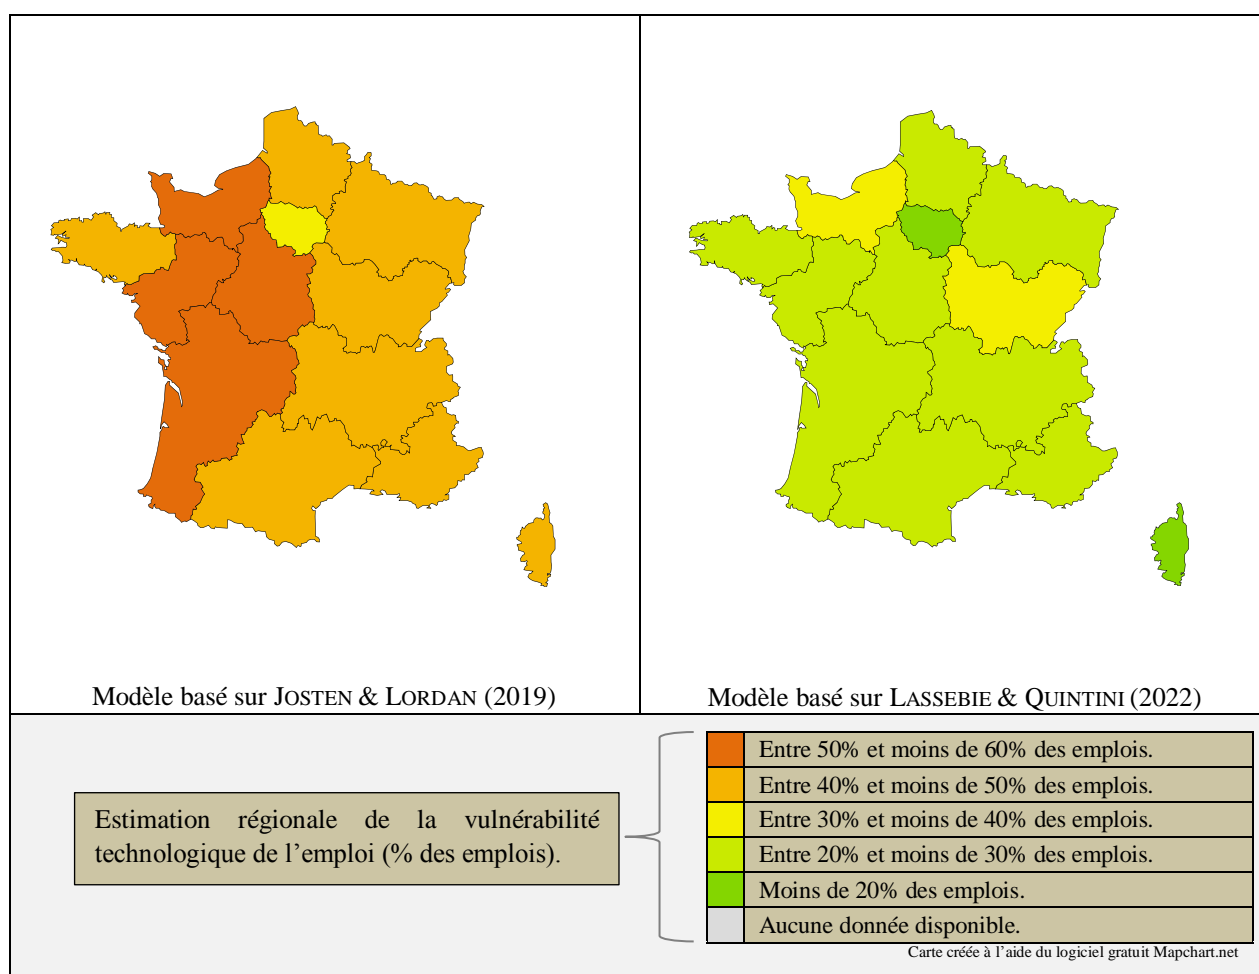 Modèle basé sur JOSTEN & LORDAN (2019)
Modèle basé sur LASSEBIE & QUINTINI (2022)
Estimation régionale de la vulnérabilité
technologique de l’emploi (% des emplois).
Entre 50% et moins de 60% des emplois.
Entre 40% et moins de 50% des emplois.
Entre 30% et moins de 40% des emplois.
Entre 20% et moins de 30% des emplois.
Moins de 20% des emplois.
Aucune donnée disponible.
Carte créée à l’aide du logiciel gratuit Mapchart.net